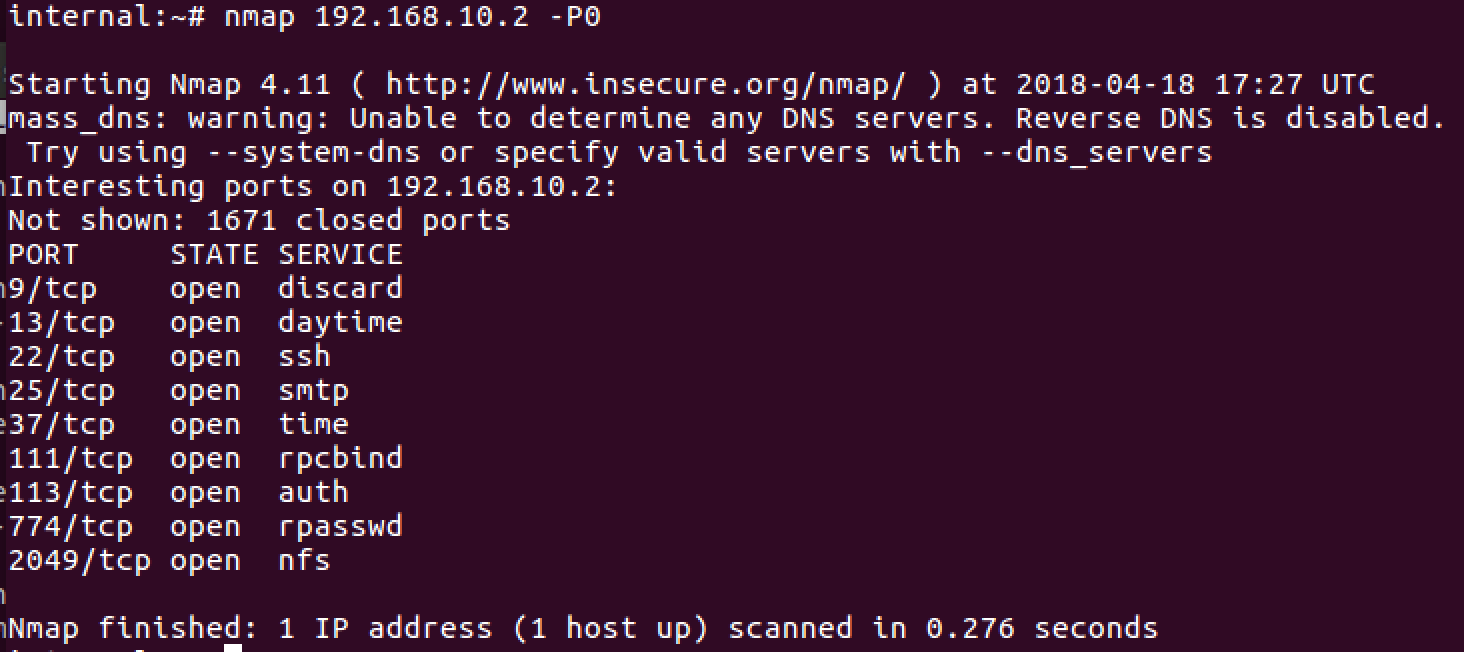 internal:~# nmap 192.168.10.2 -P0
Starting Nmap 4.11 ( http://www.insecure.org/nmap/ ) at 2018-04-18 17:27 UTC
mass_dns: warning: Unable to determine any DNS servers. Reverse DNS is disabled.
Try using --system-dns or specify valid servers with --dns_servers
Interesting ports on 192.168.10.2:
Not shown: 1671 closed ports
PORT     STATE SERVICE
9/tcp    open  discard
13/tcp   open  daytime
22/tcp   open  ssh
25/tcp   open  smtp
37/tcp   open  time
111/tcp  open  rpcbind
113/tcp  open  auth
774/tcp  open  rpasswd
2049/tcp open  nfs
Nmap finished: 1 IP address (1 host up) scanned in 0.276 seconds